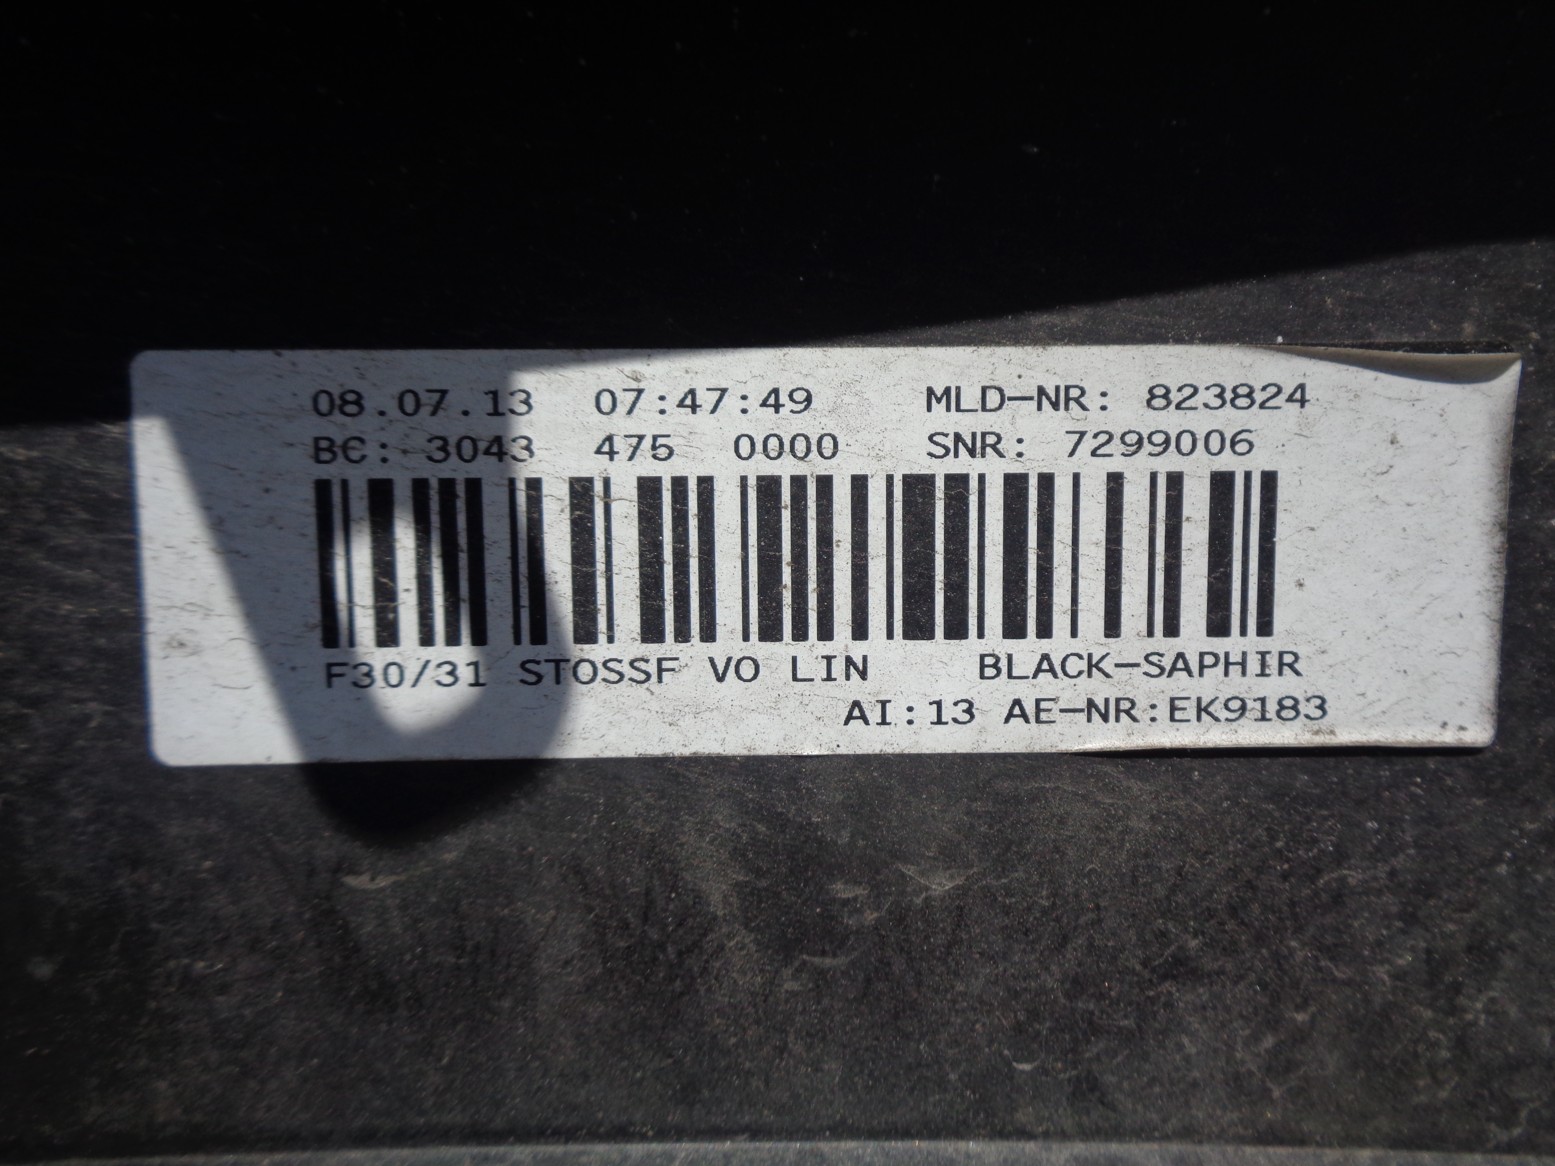 08.07.13 07:47:49 MLD-NR: 823824
BC: 3043 475 0000 SNR: 7299006
F30/31 STOSSF VO LIN BLACK-SAPHIR
AI:13 AE-NR:EK9183